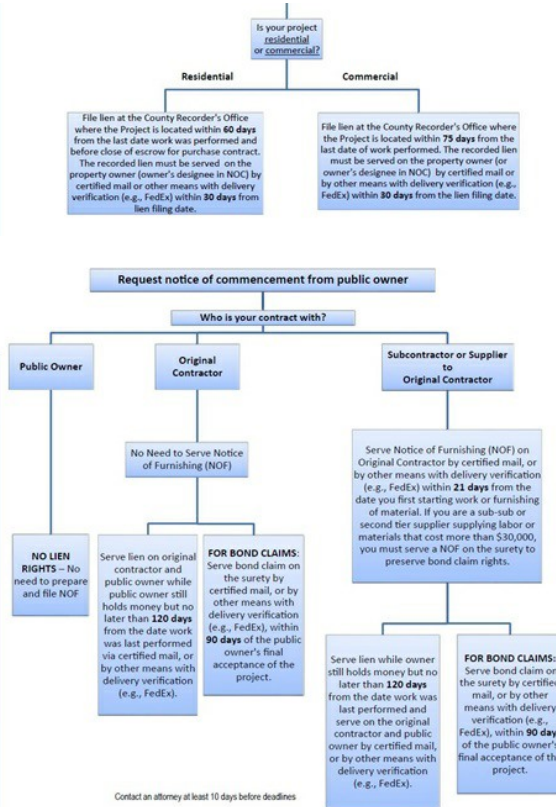 Is your project
residential
or commercial?
Residential
Commercial
File lien at the County Recorder's Office
where the Project is located within 60 days
from the last date work was performed and
before close of escrow for purchase contract.
The recorded lien must be served on the
property owner (owner's designee in NOC) by
certified mail or other means with delivery
verification (e.g., FedEx) within 30 days from
lien filing date.
File lien at the County Recorder's Office where
the Project is located within 75 days from the
last date of work performed. The recorded lien
must be served on the property owner (or
owner's designee in NOC) by certified mail or
by other means with delivery verification (e.g.,
FedEx) within 30 days from the lien filing date.
Request notice of commencement from public owner
Who is your contract with?
Public Owner
Original
Contractor
Subcontractor or Supplier
to
Original Contractor
No Need to Serve Notice
of Furnishing (NOF)
Serve Notice of Furnishing (NOF) on
Original Contractor by certified mail, or
by other means with delivery verification
(e.g., FedEx) within 21 days from the
date you first starting work or furnishing
of material. If you are a sub-sub or
second tier supplier supplying labor or
materials that cost more than $30,000,
you must serve a NOF on the surety to
preserve bond claim rights.
NO LIEN
RIGHTS – No
need to prepare
and file NOF
Serve lien on original
contractor and
public owner while
public owner still
holds money but no
later than 120 days
from the date work
was last performed
via certified mail, or
by other means with
delivery verification
(e.g., FedEx).
FOR BOND CLAIMS:
Serve bond claim on
the surety by
certified mail, or by
other means with
delivery verification
(e.g., FedEx), within
90 days of the public
owner's final
acceptance of the
project.
Serve lien while owner
still holds money but no
later than 120 days
from the date work was
last performed and
serve on the original
contractor and public
owner by certified mail,
or by other means with
delivery verification
(e.g., FedEx).
FOR BOND CLAIMS:
Serve bond claim on
the surety by certified
mail, or by other
means with delivery
verification (e.g.,
FedEx), within 90 day
of the public owner's
final acceptance of the
project.
Contact an attorney at least 10 days before deadlines